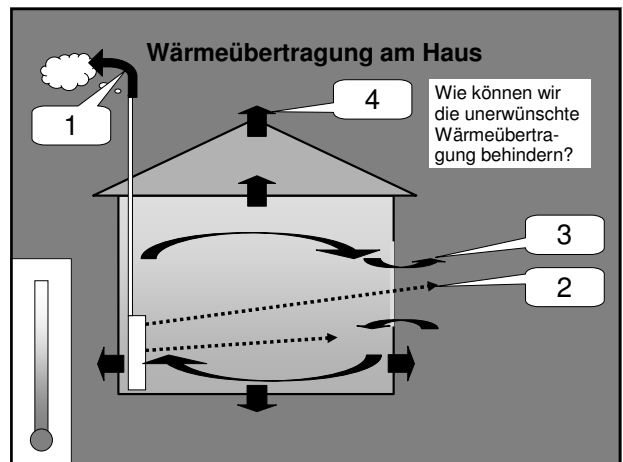 Wärmeübertragung am Haus
1
4
Wie können wir
die unerwünschte
Wärmeübertra-
gung behindern?
3
2